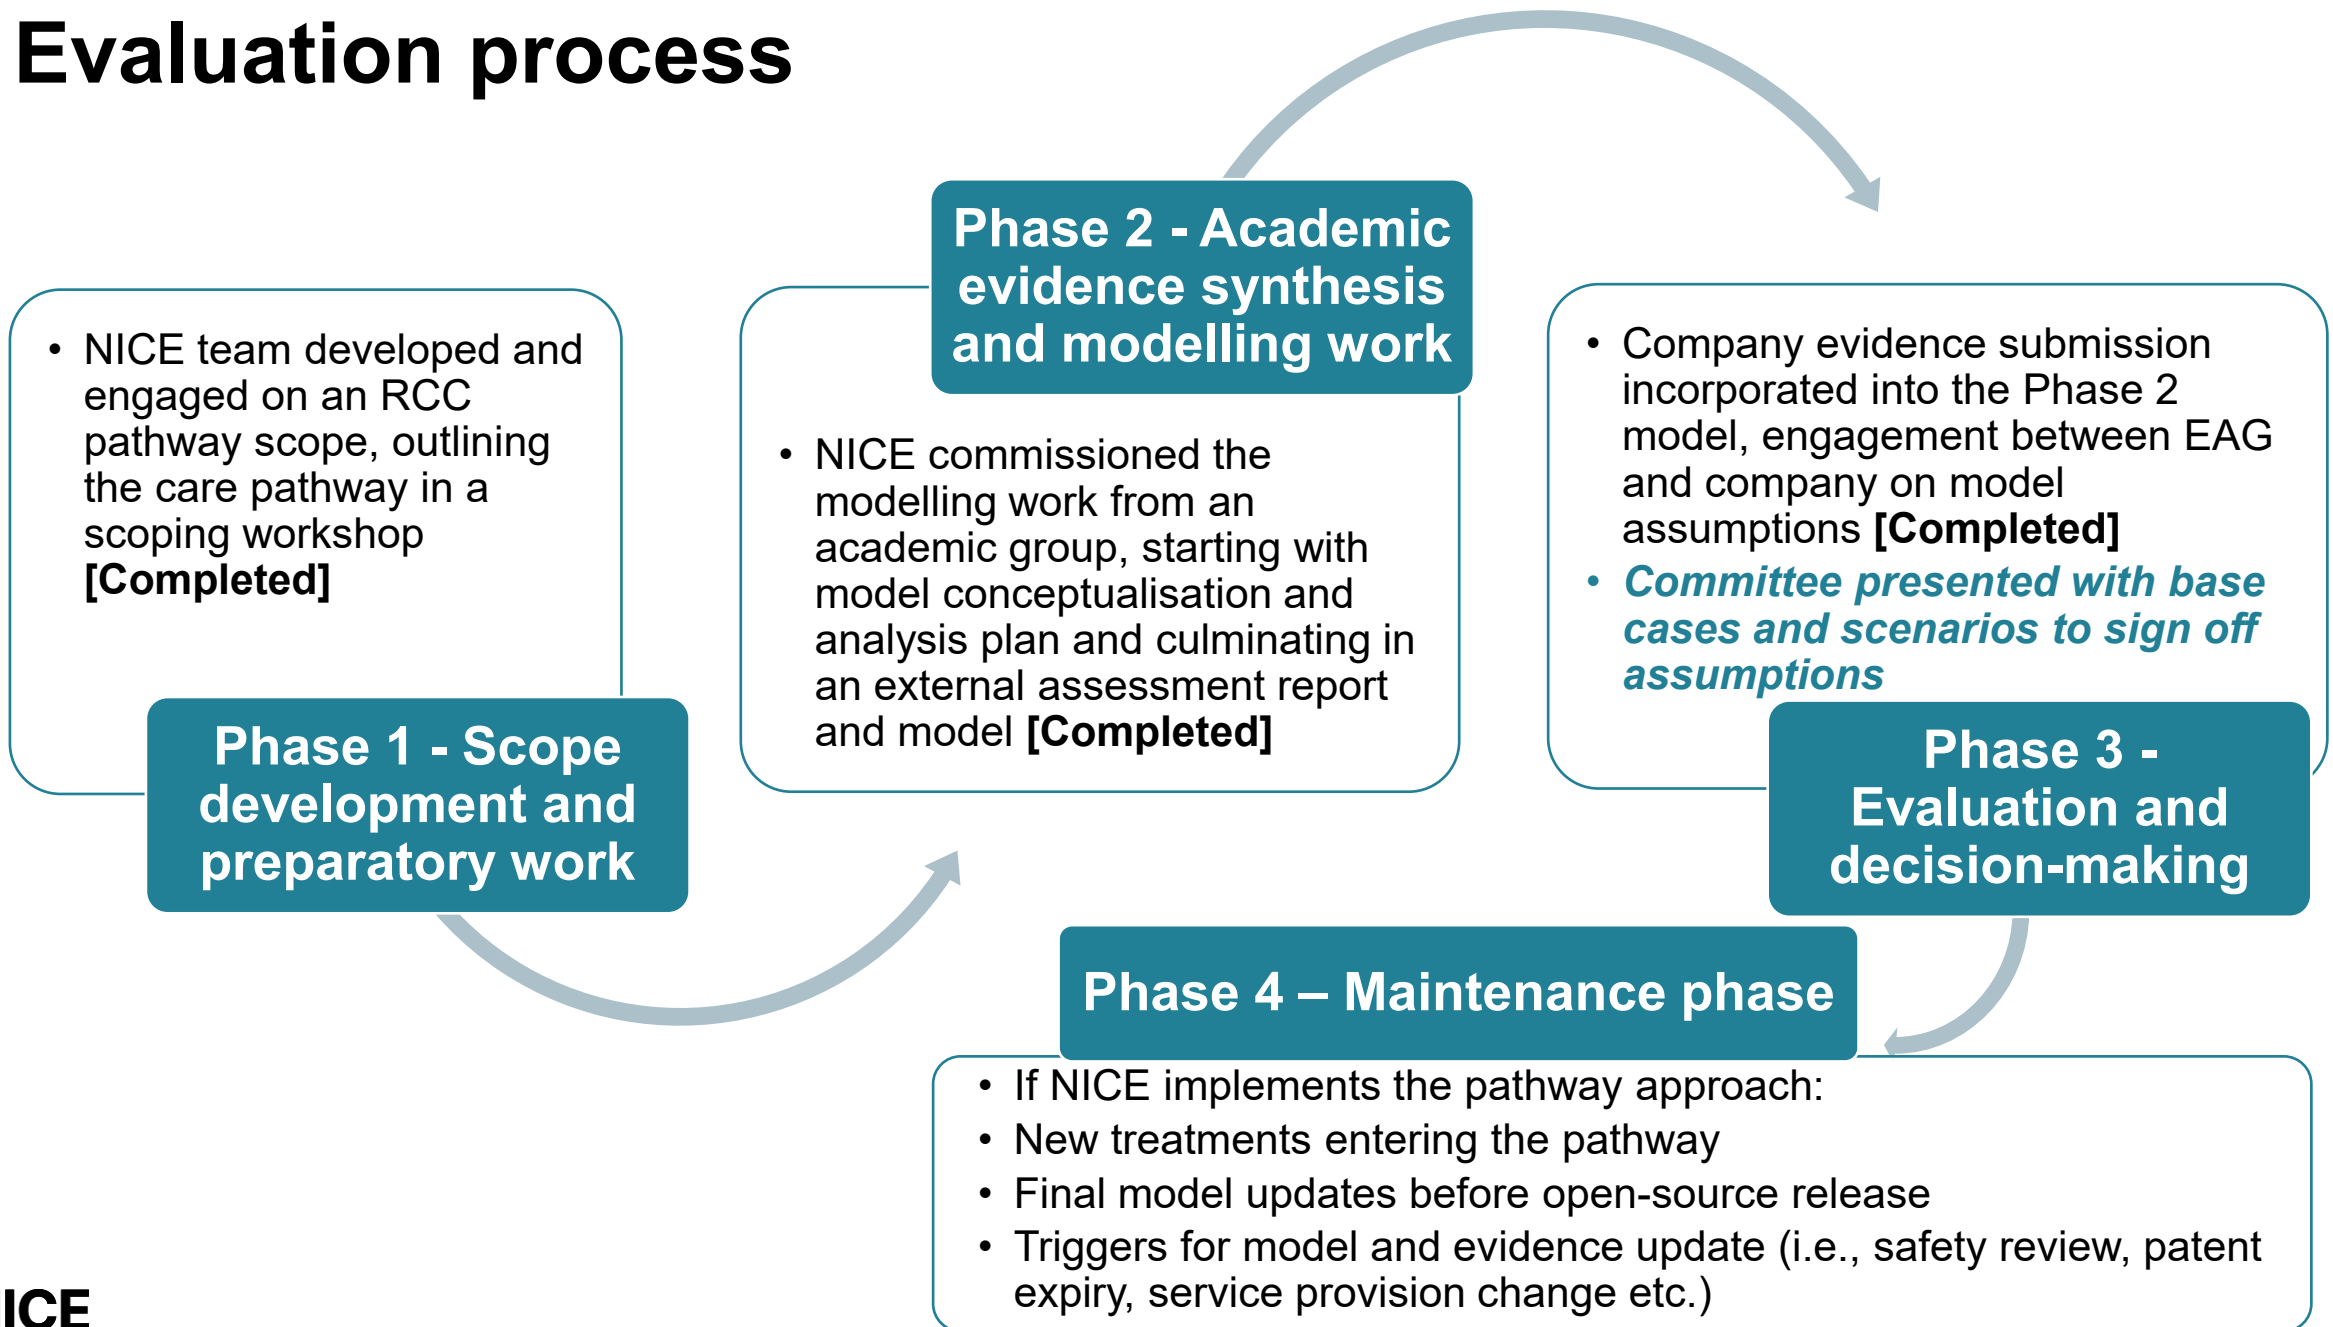 Evaluation process
• NICE team developed and
engaged on an RCC
pathway scope, outlining
the care pathway in a
scoping workshop
[Completed]
Phase 1 - Scope
development and
preparatory work
Phase 2 - Academic
evidence synthesis
and modelling work
• NICE commissioned the
modelling work from an
academic group, starting with
model conceptualisation and
analysis plan and culminating in
an external assessment report
and model [Completed]
• Company evidence submission
incorporated into the Phase 2
model, engagement between EAG
and company on model
assumptions [Completed]
• Committee presented with base
cases and scenarios to sign off
assumptions
Phase 3 -
Evaluation and
decision-making
Phase 4 – Maintenance phase
• If NICE implements the pathway approach:
• New treatments entering the pathway
• Final model updates before open-source release
• Triggers for model and evidence update (i.e., safety review, patent
expiry, service provision change etc.)
ICE